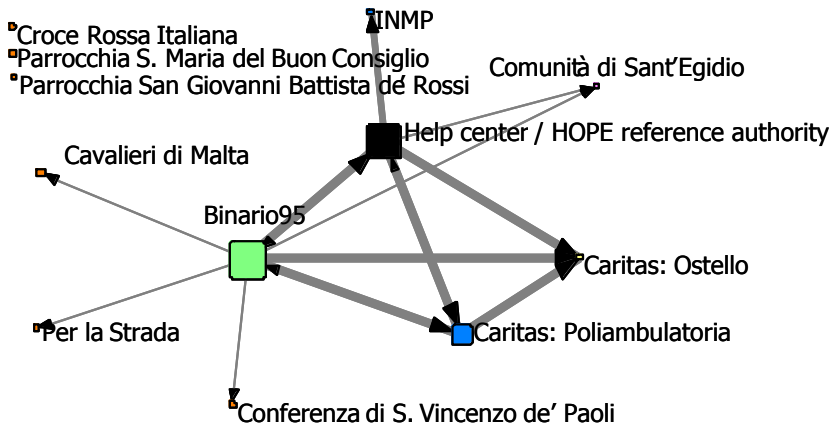 INMP
Croce Rossa Italiana
Parrocchia S. Maria del Buon Consiglio
Parrocchia San Giovanni Battista de’ Rossi
Comunità di Sant’Egidio
Help center / HOPE reference authority
Cavalieri di Malta
Binario95
Caritas: Ostello
Per la Strada
Caritas: Poliambulatoria
Conferenza di S. Vincenzo de’ Paoli